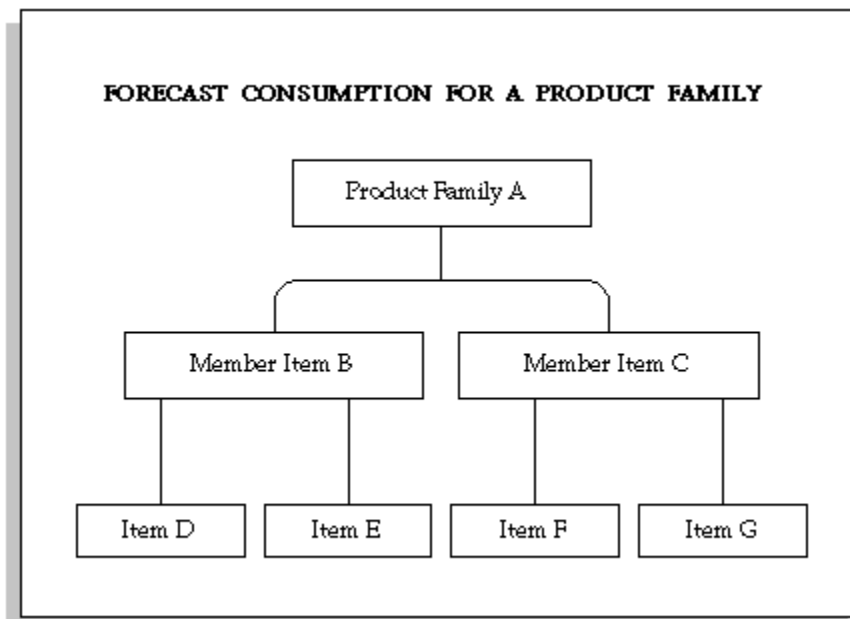 FORECAST CONSUMPTION FOR A PRODUCT FAMILY
Product Family A
Member Item B
Member Item C
Item D
Item E
Item F
Item G